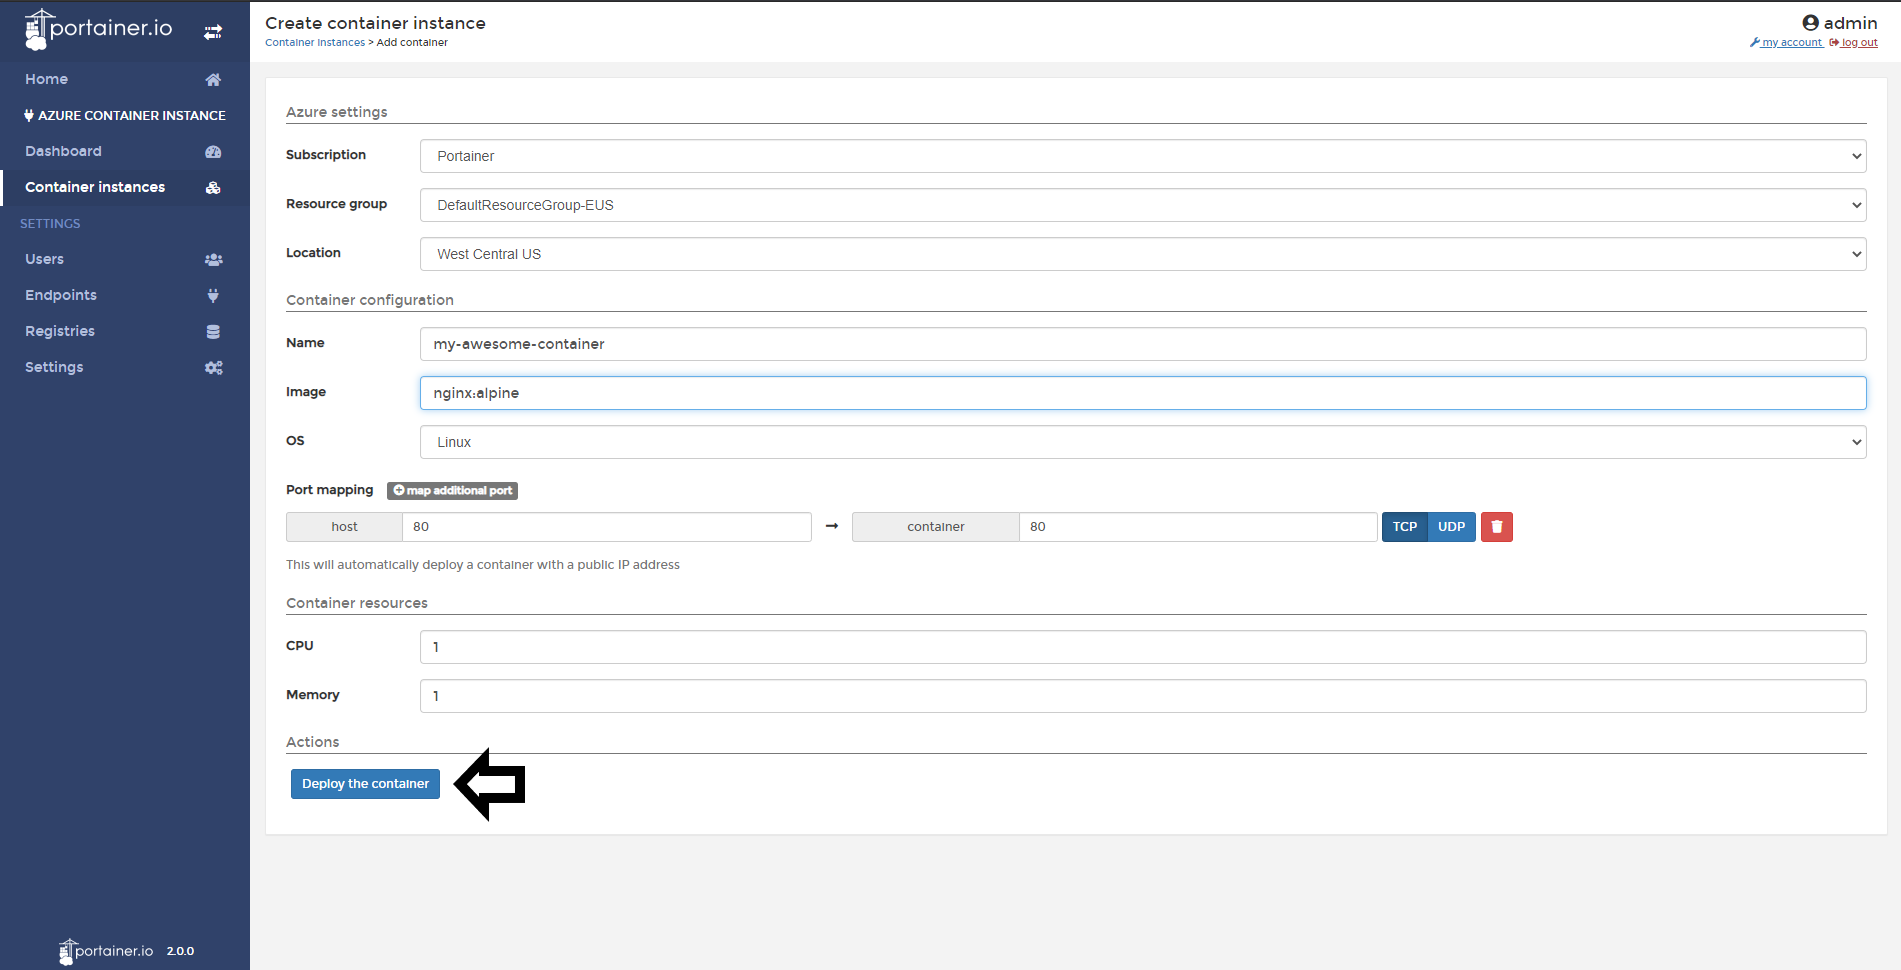 portainer.io
Home
AZURE CONTAINER INSTANCE
Dashboard
Container instances
SETTINGS
Users
Endpoints
Registries
Settings
portainer.io 2.0.0
Create container instance
Container instances > Add container
admin
my account log out
Azure settings
Subscription Portainer
Resource group DefaultResourceGroup-EUS
Location West Central US
Container configuration
Name my-awesome-container
Image nginx:alpine
OS Linux
Port mapping map additional port
host 80 → container 80 TCP UDP
This will automatically deploy a container with a public IP address
Container resources
CPU 1
Memory 1
Actions
Deploy the container